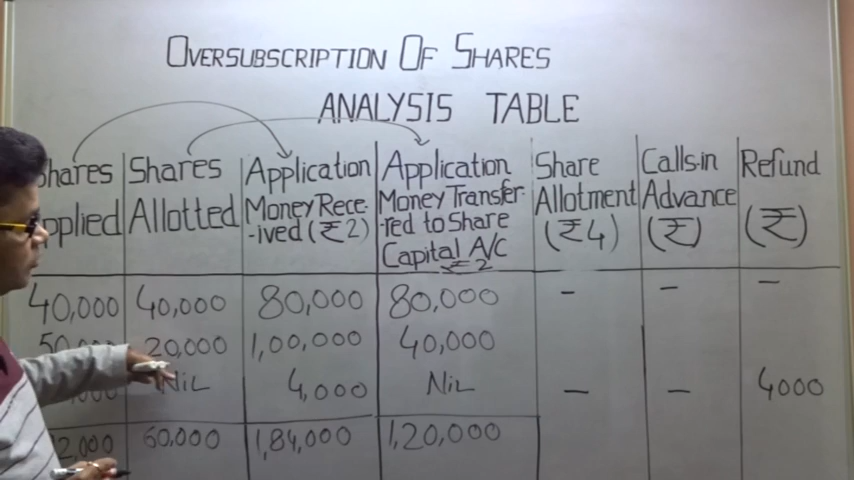 OVERSUBSCRIPTION OF SHARES
ANALYSIS TABLE
Shares Applied
Shares Allotted
Application Money Rece--ived (₹2)
Application Money Transfer--red to Share Capital A/C ₹2
Share Allotment (₹4)
Calls-in Advance (₹)
Refund (₹)
40,000 40,000 80,000 80,000 - - -
20,000 1,00,000 40,000
NiL 4,000 NiL - - 4000
60,000 1,84,000 1,20,000